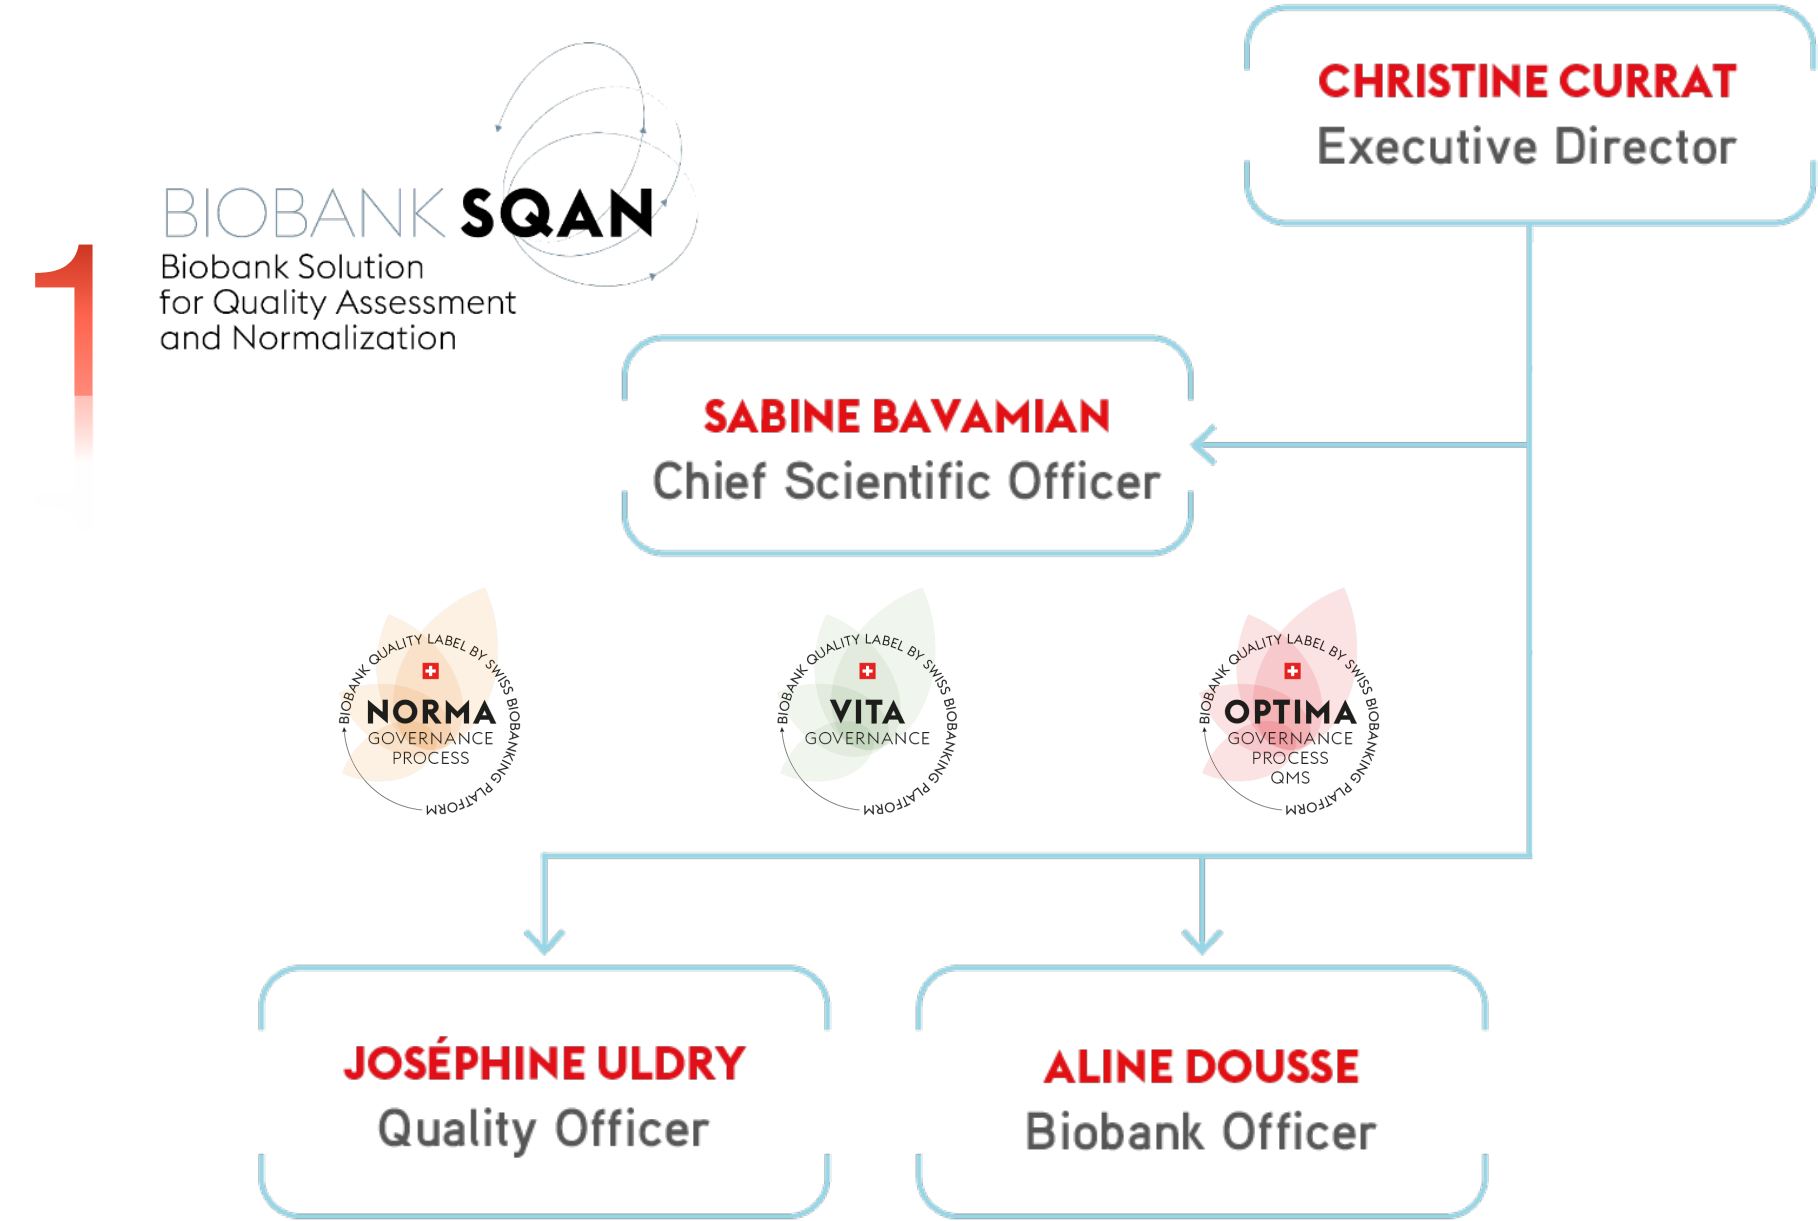 CHRISTINE CURRAT
Executive Director
BIOBANK SQAN
Biobank Solution
for Quality Assessment
and Normalization
1
SABINE BAVAMIAN
Chief Scientific Officer
BIOBANK QUALITY LABEL BY SWISS BIOBANKING PLATFORM
NORMA
GOVERNANCE
PROCESS
BIOBANK QUALITY LABEL BY SWISS BIOBANKING PLATFORM
VITA
GOVERNANCE
BIOBANK QUALITY LABEL BY SWISS BIOBANKING PLATFORM
OPTIMA
GOVERNANCE
PROCESS
QMS
JOSÉPHINE ULDRY
Quality Officer
ALINE DOUSSE
Biobank Officer